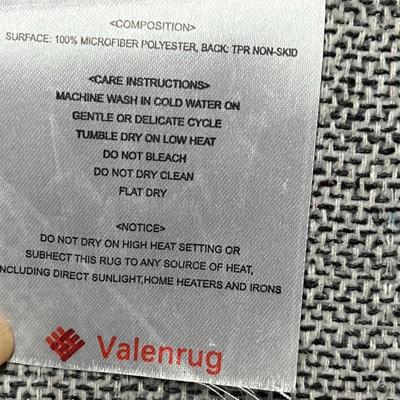 <COMPOSITION>
SURFACE: 100% MICROFIBER POLYESTER, BACK: TPR NON-SKID
<CARE INSTRUCTIONS>
MACHINE WASH IN COLD WATER ON
GENTLE OR DELICATE CYCLE
TUMBLE DRY ON LOW HEAT
DO NOT BLEACH
DO NOT DRY CLEAN
FLAT DRY
<NOTICE>
DO NOT DRY ON HIGH HEAT SETTING OR
SUBHECT THIS RUG TO ANY SOURCE OF HEAT,
INCLUDING DIRECT SUNLIGHT,HOME HEATERS AND IRONS
Valenrug